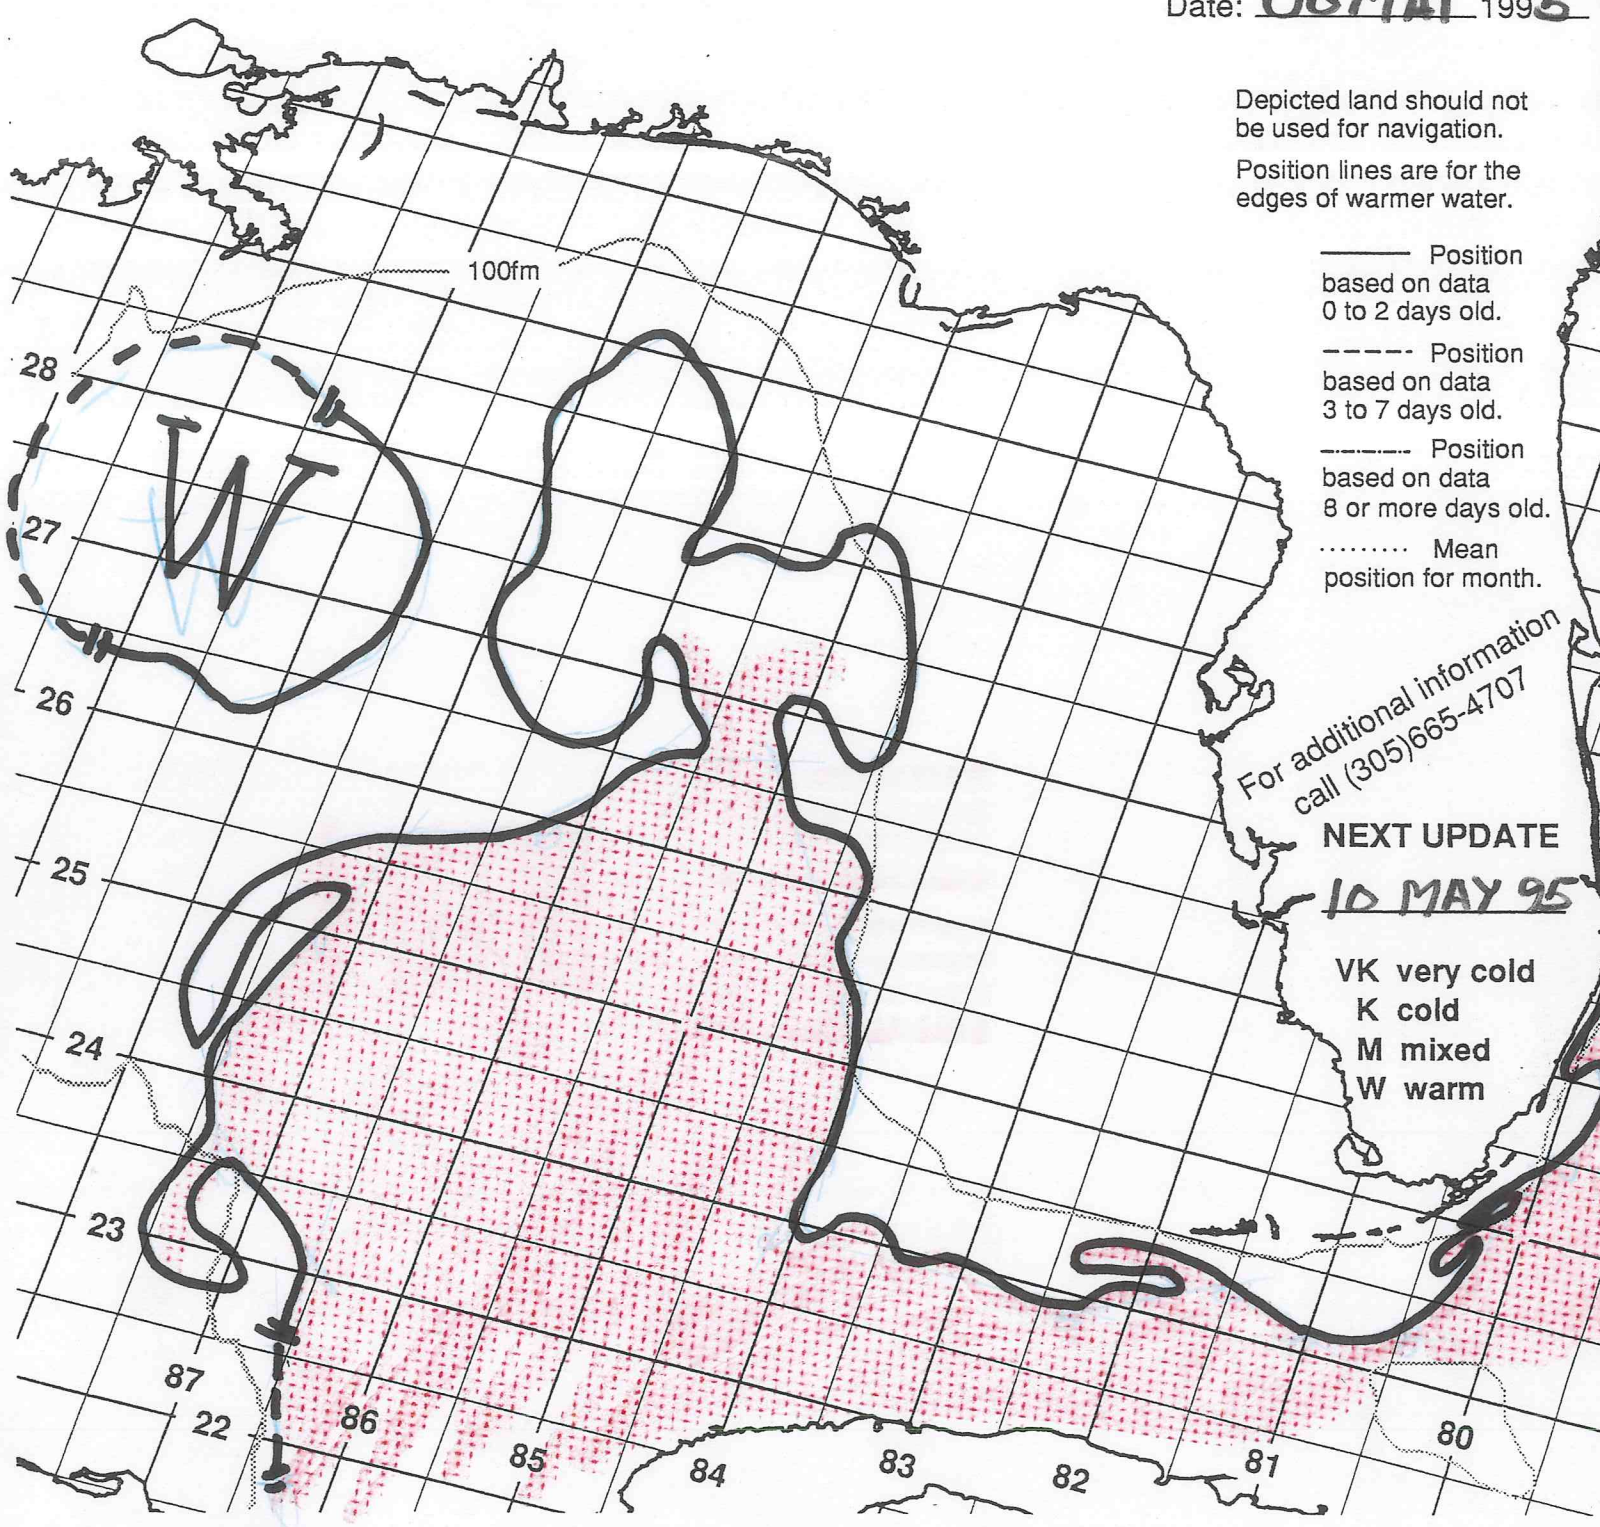 Date: 08 MAY 1995
Depicted land should not
be used for navigation.
Position lines are for the
edges of warmer water.
100fm
Position
based on data
0 to 2 days old.
Position
based on data
3 to 7 days old.
Position
based on data
8 or more days old.
Mean
position for month.
28
W
W
27
26
For additional information
call (305)665-4707
NEXT UPDATE
10 MAY 95
25
VK very cold
K cold
M mixed
W warm
24
23
87
22
86
85
84
83
82
81
80